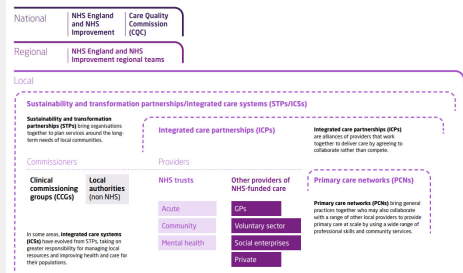 National
NHS England
and NHS
Improvement
Care Quality
Commission
(CQC)
Regional
NHS England and NHS
Improvement regional teams
Local
Sustainability and transformation partnerships/integrated care systems (STPs/ICSs)
Sustainability and transformation
partnerships (STPs) bring organisations
together to plan services around the long-
term needs of local communities.
Integrated care partnerships (ICPs)
Integrated care partnerships (ICPs)
are alliances of providers that work
together to deliver care by agreeing to
collaborate rather than compete.
Commissioners
Providers
Clinical
commissioning
groups (CCGs)
Local
authorities
(non NHS)
NHS trusts
Other providers of
NHS-funded care
Primary care networks (PCNs)
Acute
GPs
Primary care networks (PCNs) bring general
practices together who may also collaborate
with a range of other local providers to provide
primary care at scale by using a wide range of
professional skills and community services.
Community
Voluntary sector
Mental health
Social enterprises
Private
In some areas, integrated care systems
(ICSs) have evolved from STPs, taking on
greater responsibility for managing local
resources and improving health and care for
their populations.